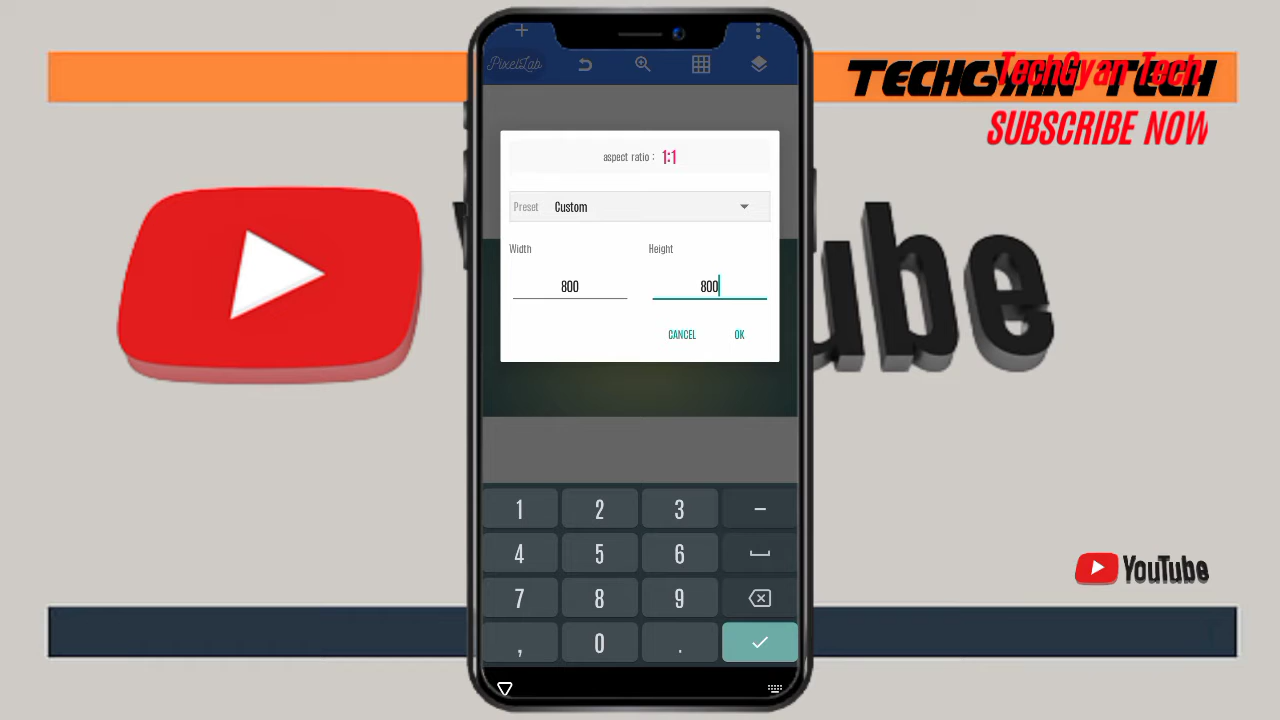 PixelLab
TECHGYAN TECH
TechGyan Tech
SUBSCRIBE NOW
aspect ratio : 1:1
Preset Custom
Width Height
800 800
CANCEL OK
ube
1 2 3 –
4 5 6
7 8 9
, 0 .
YouTube